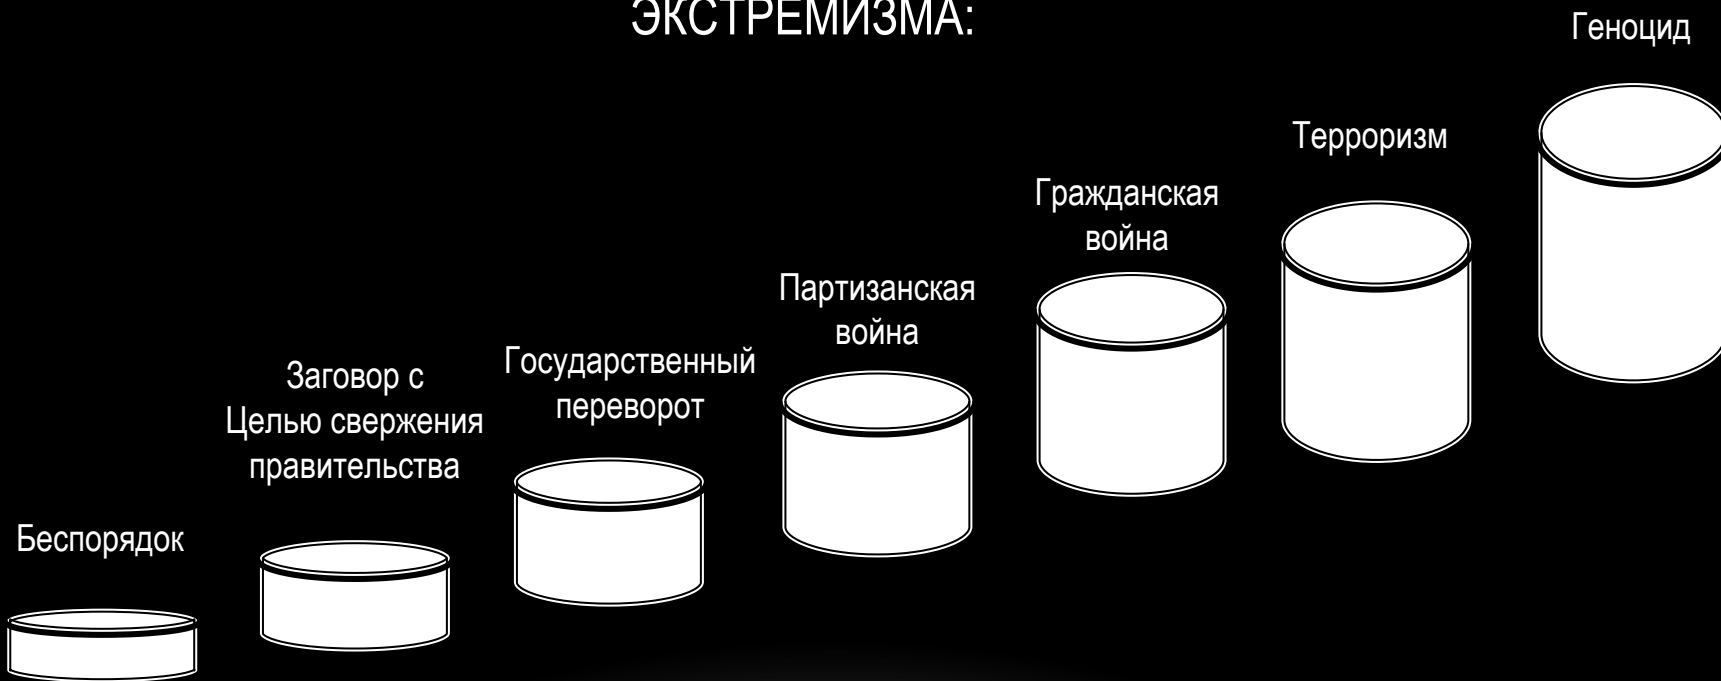 ЭКСТРЕМИЗМА:
Беспорядок
Заговор с
Целью свержения
правительства
Государственный
переворот
Партизанская
война
Гражданская
война
Терроризм
Геноцид